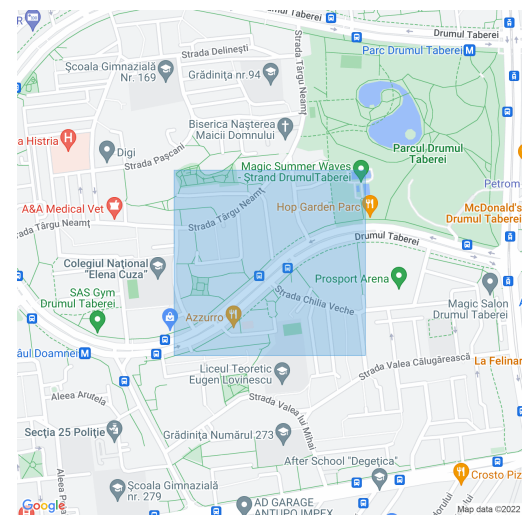 Drumul Taberei
Parc Drumul Taberei
Strada Delinești
Școala Gimnazială
Nr. 169
Grădinița nr 94
Strada Târgu Neamț
Biserica Nașterea
Maicii Domnului
Histria
Digi
Strada Pașcani
Parcul Drumul
Taberei
Magic Summer Waves
- Ștrand DrumulTaberei
Petrom
A&A Medical Vet
Strada Târgu Neamț
Hop Garden Parc
McDonald's
Drumul Taberei
Târgu Neamț
Drumul Taberei
Colegiul Național
"Elena Cuza"
Prosport Arena
SAS Gym
Drumul Taberei
Strada Chilia Veche
Magic Salon
Drumul Taberei
Azzurro
Doamnei
Liceul Teoretic
Eugen Lovinescu
Strada Valea Călugărească
La Felinar
Aleea Arufela
Strada Valea lui Mihai
Secția 25 Poliție
Grădinița Numărul 273
After School "Degețica"
Crosto Piz
Școala Gimnazială
nr. 279
Aleea
Google
AD GARAGE
ANTUPO IMPEX
Map data ©2022